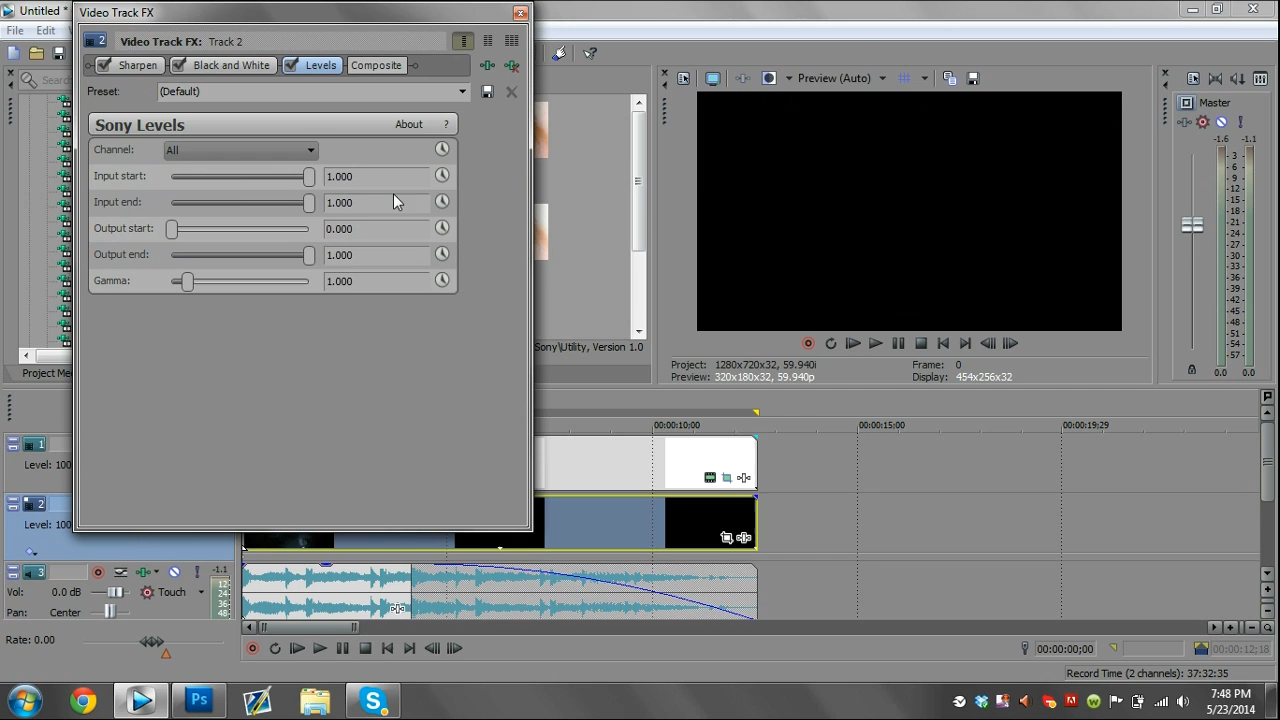 Untitled *
Video Track FX
File
Edit
2
Video Track FX: Track 2
Sharpen
Black and White
Levels
Composite
Preset:
(Default)
Sony Levels
About
?
Channel:
All
Input start:
1.000
Input end:
1.000
Output start:
0.000
Output end:
1.000
Gamma:
1.000
Project Me
Sony\Utility, Version 1.0
Preview (Auto)
Project: 1280x720x32, 59.940i
Preview: 320x180x32, 59.940p
Frame: 0
Display: 454x256x32
Master
-1.6
-1.1
-3
-6
-9
-12
-15
-18
-21
-24
-27
-30
-33
-36
-39
-42
-45
-48
-51
-54
-57
0.0
0.0
00:00:10:00
00:00:15:00
00:00:19:29
1
Level: 100
2
Level: 100
3
-1.1
Vol:
0.0 dB
Touch
12
24
36
48
Pan:
Center
Rate: 0.00
00:00:00;00
00:00:12;18
Record Time (2 channels): 37:32:35
Ps
7:48 PM
5/23/2014